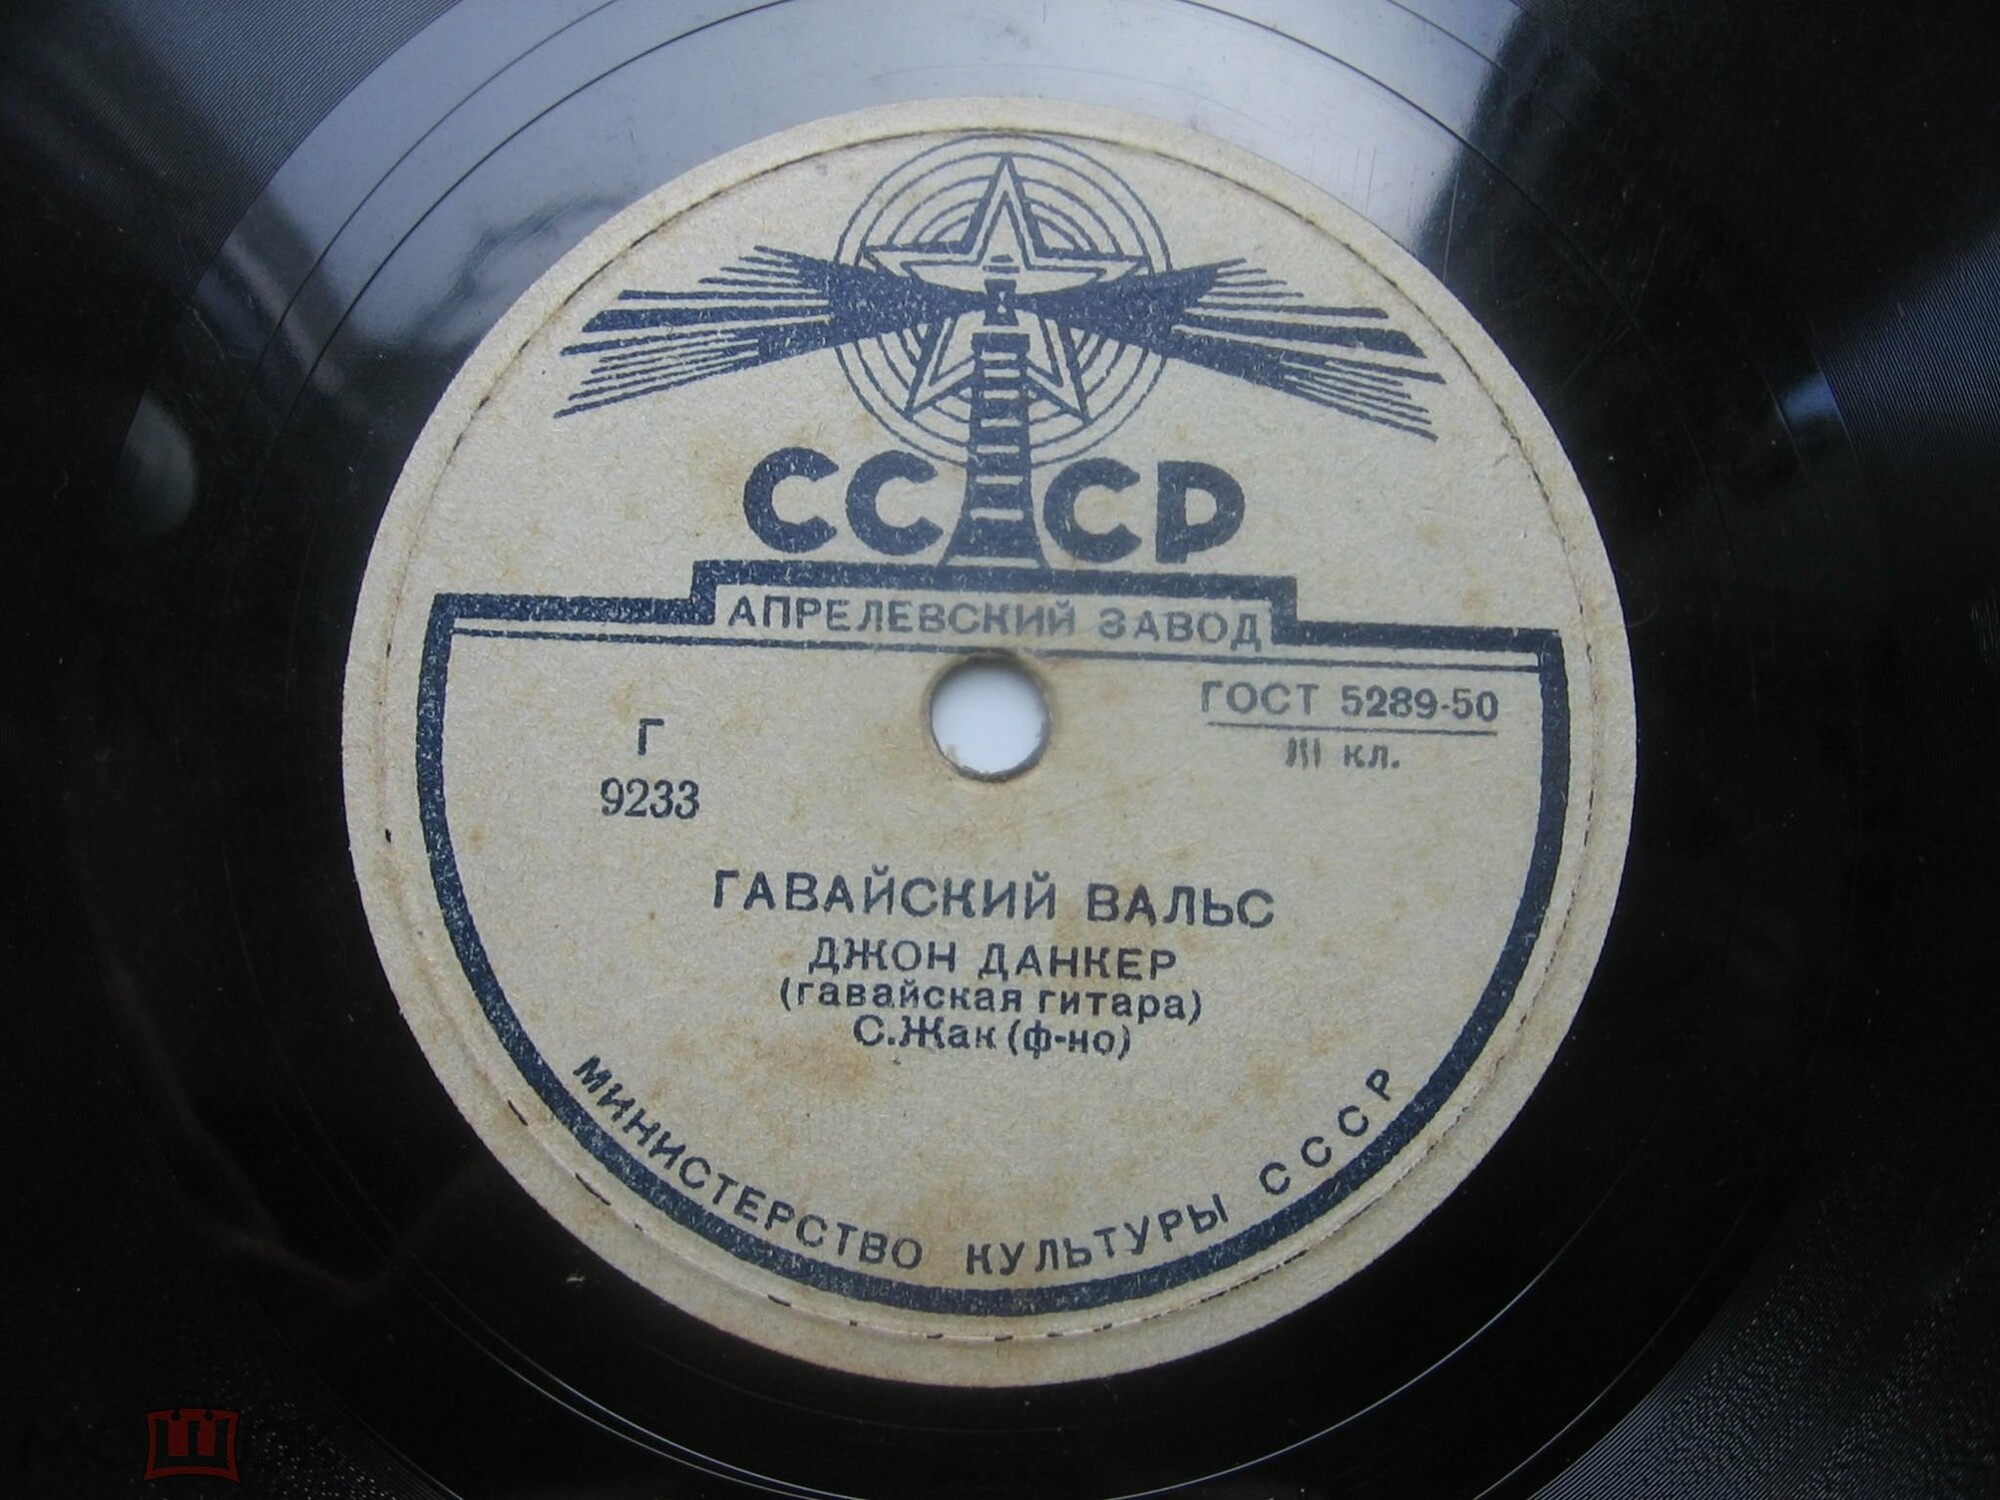 СССР
АПРЕЛЕВСКИЙ ЗАВОД
ГОСТ 5289-50
III кл.
Г
9233
ГАВАЙСКИЙ ВАЛЬС
ДЖОН ДАНКЕР
(гавайская гитара)
С.Жак (ф-но)
МИНИСТЕРСТВО КУЛЬТУРЫ СССР